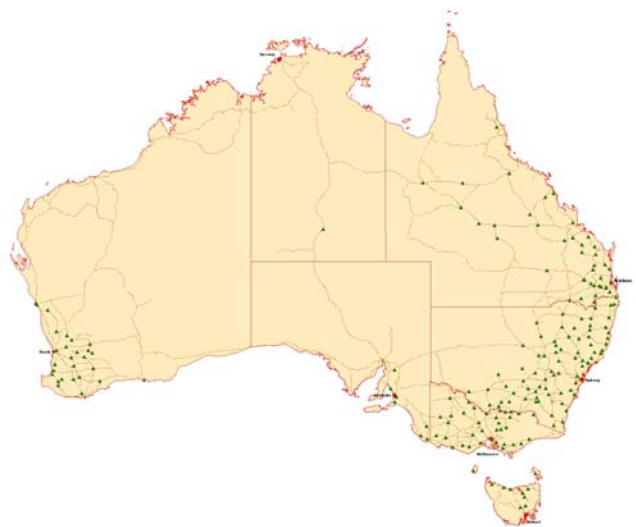 Darwin
Brisbane
Perth
Sydney
Adelaide
Melbourne
Hobart